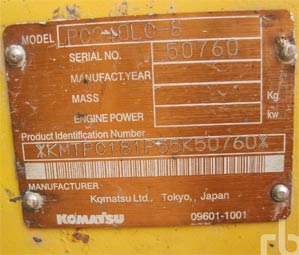 MODEL
SERIAL NO. 50760
MANUFACT.YEAR
MASS Kg
ENGINE POWER kw
Product Identification Number
MANUFACTURER
Komatsu Ltd., Tokyo, Japan
KOMATSU 09601-1001
rb